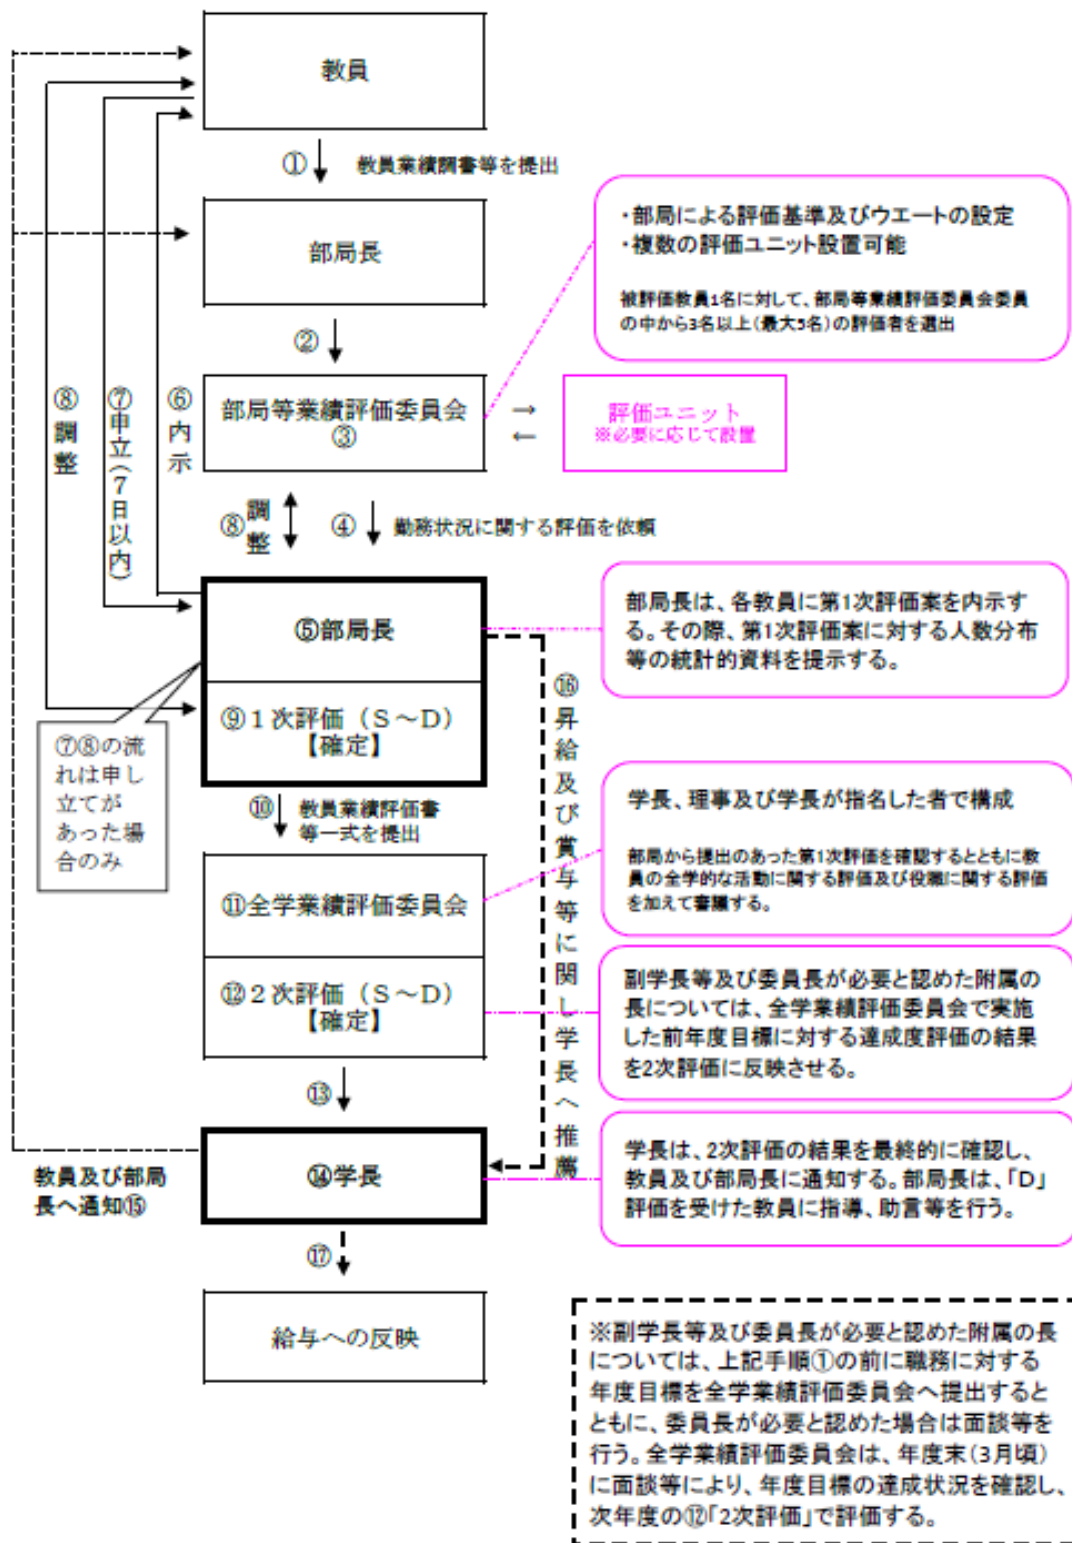 教員
① 教員業績調書等を提出
部局長
②
・部局による評価基準及びウエートの設定
・複数の評価ユニット設置可能
被評価教員1名に対して、部局等業績評価委員会委員
の中から3名以上(最大5名)の評価者を選出
部局等業績評価委員会
③
→
←
評価ユニット
※必要に応じて設置
⑧調整
⑦申立(7日以内)
⑥内示
⑧調整
④ 勤務状況に関する評価を依頼
⑤部局長
部局長は、各教員に第1次評価案を内示す
る。その際、第1次評価案に対する人数分布
等の統計的資料を提示する。
⑨1次評価(S～D)
【確定】
⑦⑧の流
れは申し
立てが
あった場
合のみ
⑩ 教員業績評価書
等一式を提出
⑯昇給及び賞与等に関し学長へ推薦
学長、理事及び学長が指名した者で構成
部局から提出のあった第1次評価を確認するとともに教
員の全学的な活動に関する評価及び役職に関する評価
を加えて審議する。
⑪全学業績評価委員会
⑫2次評価(S～D)
【確定】
副学長等及び委員長が必要と認めた附属の
長については、全学業績評価委員会で実施
した前年度目標に対する達成度評価の結果
を2次評価に反映させる。
⑬
⑭学長
学長は、2次評価の結果を最終的に確認し、
教員及び部局長に通知する。部局長は、「D」
評価を受けた教員に指導、助言等を行う。
教員及び部局
長へ通知⑮
⑰
給与への反映
※副学長等及び委員長が必要と認めた附属の長
については、上記手順①の前に職務に対する
年度目標を全学業績評価委員会へ提出すると
ともに、委員長が必要と認めた場合は面談等を
行う。全学業績評価委員会は、年度末(3月頃)
に面談等により、年度目標の達成状況を確認し、
次年度の⑫「2次評価」で評価する。